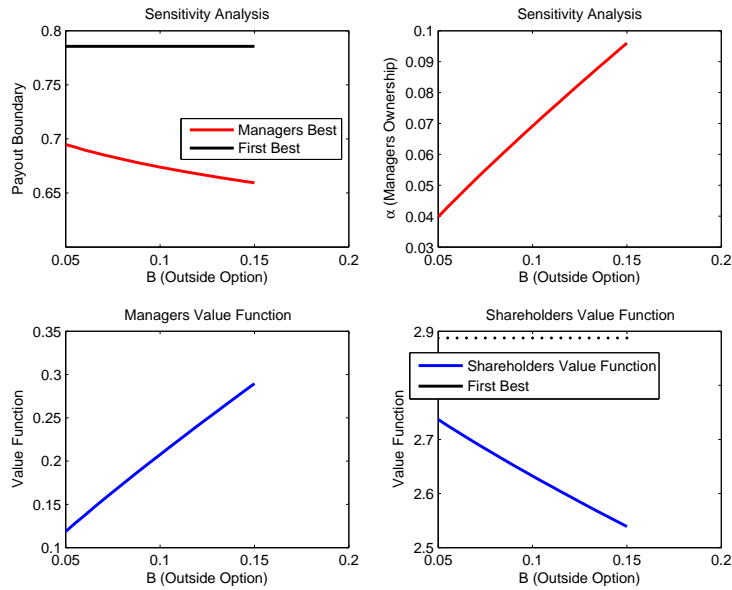 Sensitivity Analysis
0.8
0.75
0.7
0.65
Payout Boundary
Managers Best
First Best
0.05
0.1
0.15
0.2
B (Outside Option)
Sensitivity Analysis
0.1
0.09
0.08
0.07
0.06
0.05
0.04
0.03
α (Managers Ownership)
0.05
0.1
0.15
0.2
B (Outside Option)
Managers Value Function
0.35
0.3
0.25
0.2
0.15
0.1
Value Function
0.05
0.1
0.15
0.2
B (Outside Option)
Shareholders Value Function
2.9
2.7
2.6
2.5
Value Function
Shareholders Value Function
First Best
0.05
0.1
0.15
0.2
B (Outside Option)